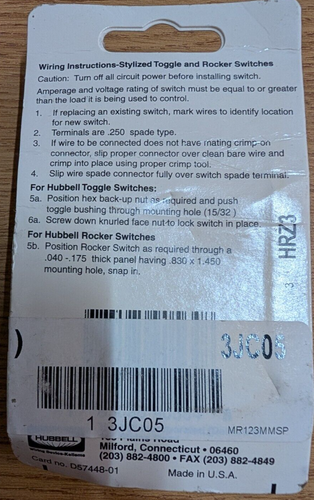 Wiring Instructions-Stylized Toggle and Rocker Switches
Caution: Turn off all circuit power before installing switch.
Amperage and voltage rating of switch must be equal to or greater
than the load it is being used to control.
1. If replacing an existing switch, mark wires to identify location
for new switch.
2. Terminals are .250 spade type.
3. If wire to be connected does not have mating crimp-on
connector, slip proper connector over clean bare wire and
crimp into place using proper crimp tool.
4. Slip wire spade connector fully over switch spade terminal.
For Hubbell Toggle Switches:
5a. Position hex back-up nut as required and push
toggle bushing through mounting hole (15/32 )
6a. Screw down knurled face nut to lock switch in place
For Hubbell Rocker Switches
5b. Position Rocker Switch as required through a
.040 -.175 thick panel having .830 x 1.450
mounting hole, snap in.
3 HRZ3
)
3JC05
1 3JC05
MR123MMSP
HUBBELL
Plains Road
Milford, Connecticut • 06460
(203) 882-4800 • FAX (203) 882-4849
Card no. D57448-01
Made in U.S.A.